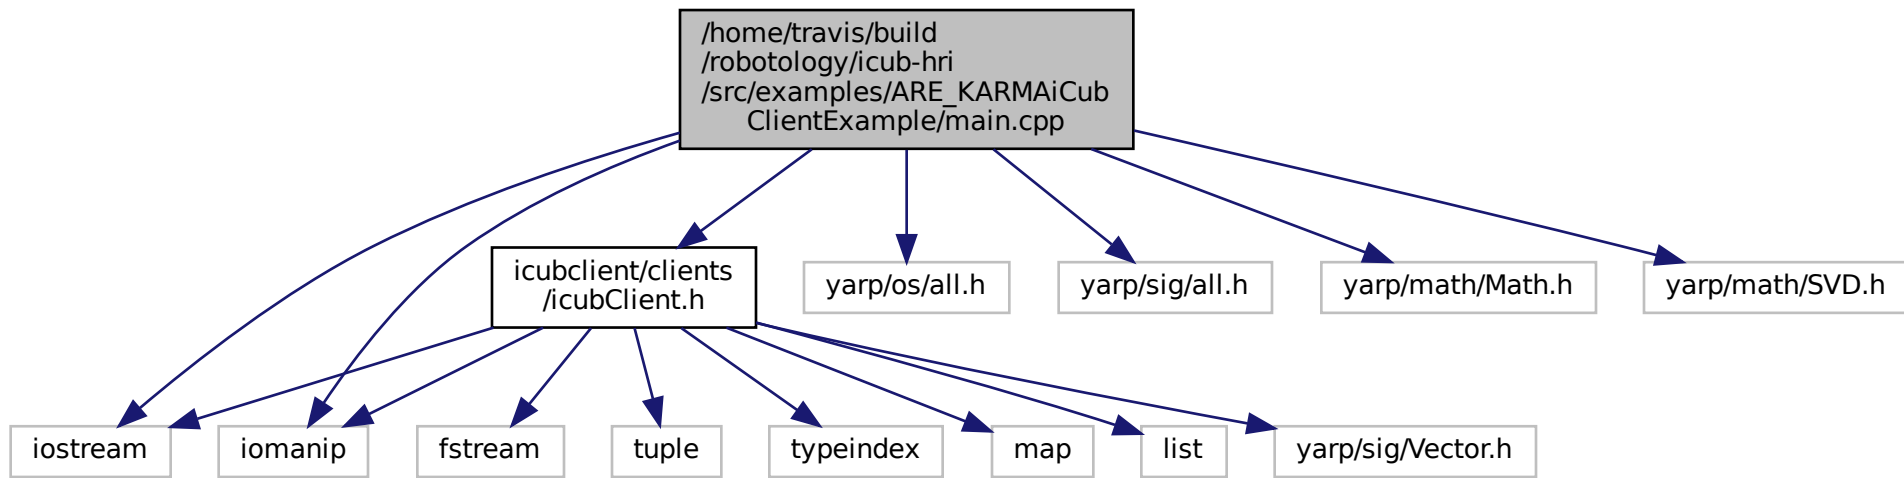 /home/travis/build
/robotology/icub-hri
/src/examples/ARE_KARMAiCub
ClientExample/main.cpp
icubclient/clients
/icubClient.h
yarp/os/all.h
yarp/sig/all.h
yarp/math/Math.h
yarp/math/SVD.h
iostream
iomanip
fstream
tuple
typeindex
map
list
yarp/sig/Vector.h